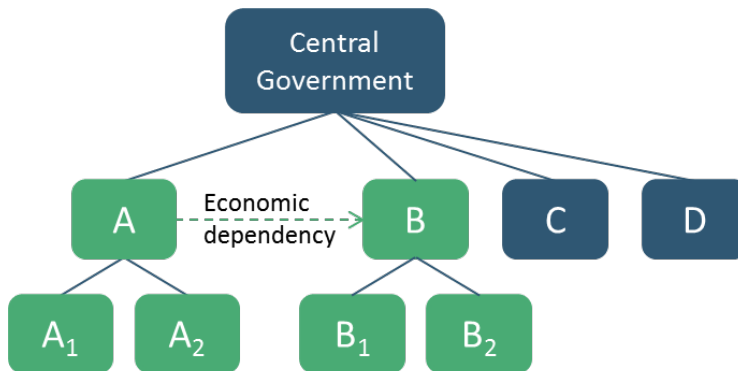 Central
Government
A
Economic
dependency
B
C
D
A₁
A₂
B₁
B₂